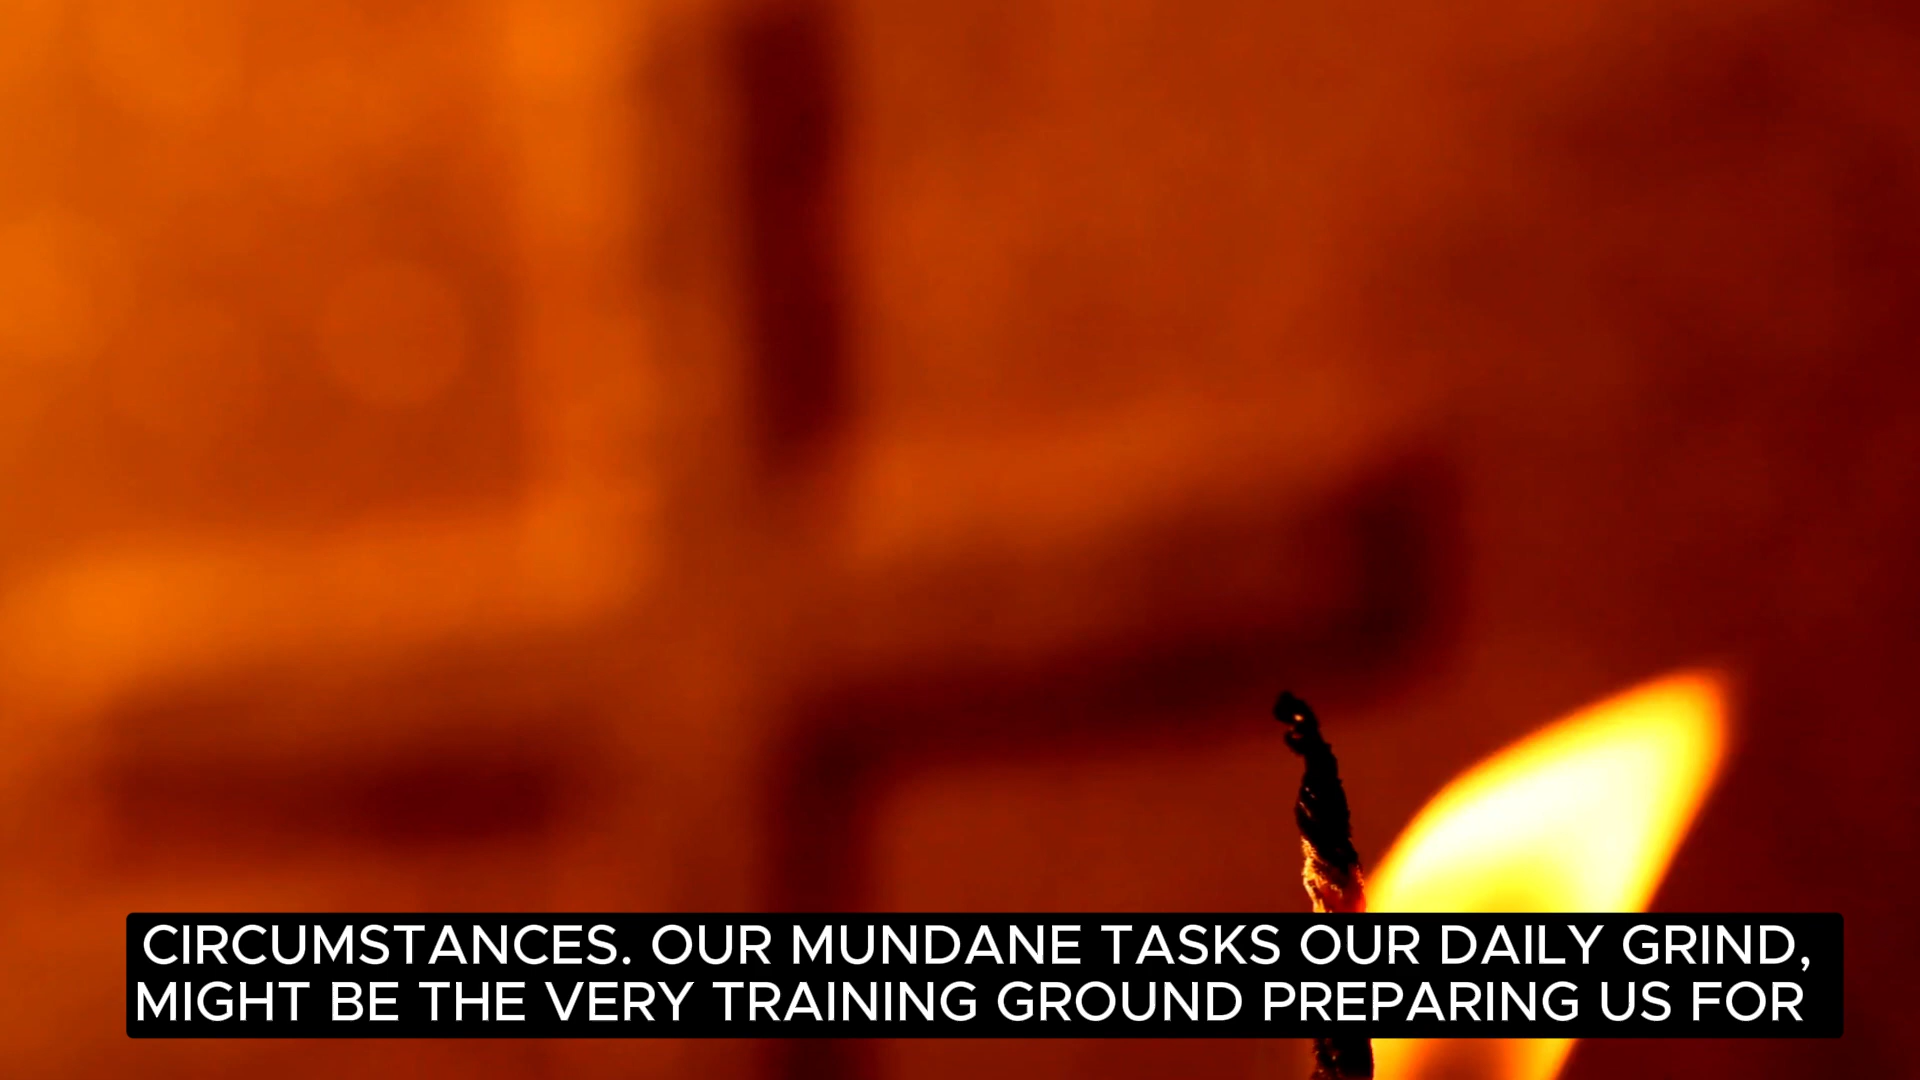 CIRCUMSTANCES. OUR MUNDANE TASKS OUR DAILY GRIND,
MIGHT BE THE VERY TRAINING GROUND PREPARING US FOR